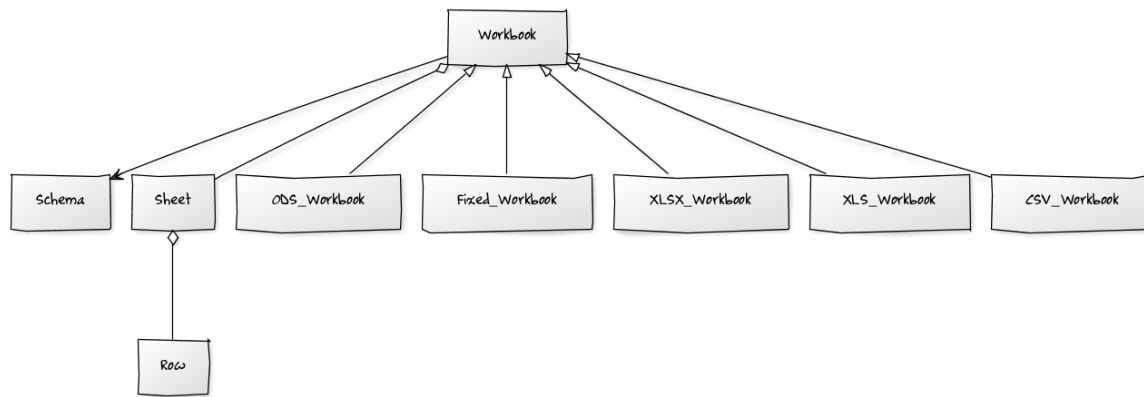 Workbook
Schema
Sheet
ODS_Workbook
Fixed_Workbook
XLSX_Workbook
XLS_Workbook
CSV_Workbook
Row